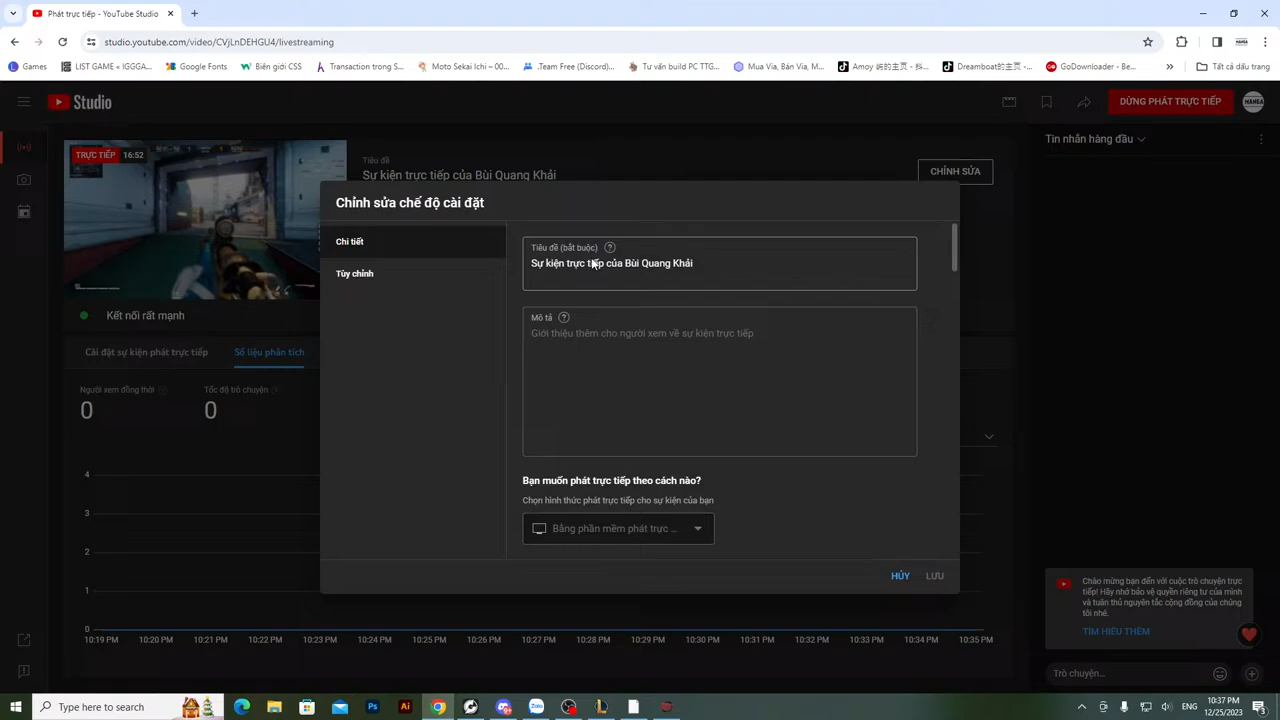 Phát trực tiếp - YouTube Studio
studio.youtube.com/video/CVjLnDEHGU4/livestreaming
Games
LIST GAME « IGGGA...
Google Fonts
Biên giới CSS
Transaction trong S...
Moto Seiti ichi – 00...
.Team Free (Discord)...
Tư vấn build PC TTG...
Mua Via, Bán Via, M...
GoDownloader - Be...
»
Tất cả dấu trang
Studio
DỪNG PHÁT TRỰC TIẾP
HANGA
TRỰC TIẾP 16:52
Tiêu đề
Sự kiện trực tiếp của Bùi Quang Khải
CHỈNH SỬA
Tin nhắn hàng đầu
Chỉnh sửa chế độ cài đặt
Chi tiết
Tùy chỉnh
Tiêu đề (bắt buộc)
Sự kiện trực tiếp của Bùi Quang Khải
Mô tả
Giới thiệu thêm cho người xem về sự kiện trực tiếp
Bạn muốn phát trực tiếp theo cách nào?
Chọn hình thức phát trực tiếp cho sự kiện của bạn
Bằng phần mềm phát trực ...
HỦY
LƯU
Kết nối rất mạnh
Cài đặt sự kiện phát trực tiếp
Số liệu phân tích
Người xem đồng thời
Tốc độ trò chuyện
0
0
4
3
2
1
0
10:19 PM 10:20 PM 10:21 PM 10:22 PM 10:23 PM 10:24 PM 10:25 PM 10:26 PM 10:27 PM 10:28 PM 10:29 PM 10:30 PM 10:31 PM 10:32 PM 10:33 PM 10:34 PM 10:35 PM
Chào mừng bạn đến với cuộc trò chuyện trực
tiếp! Hãy nhớ bảo vệ quyền riêng tư của mình
và tuân thủ nguyên tắc cộng đồng của chúng
tôi nhé.
TÌM HIỂU THÊM
Trò chuyện...
Type here to search
Ps
Ai
Zalo
ENG
10:37 PM
12/25/2023